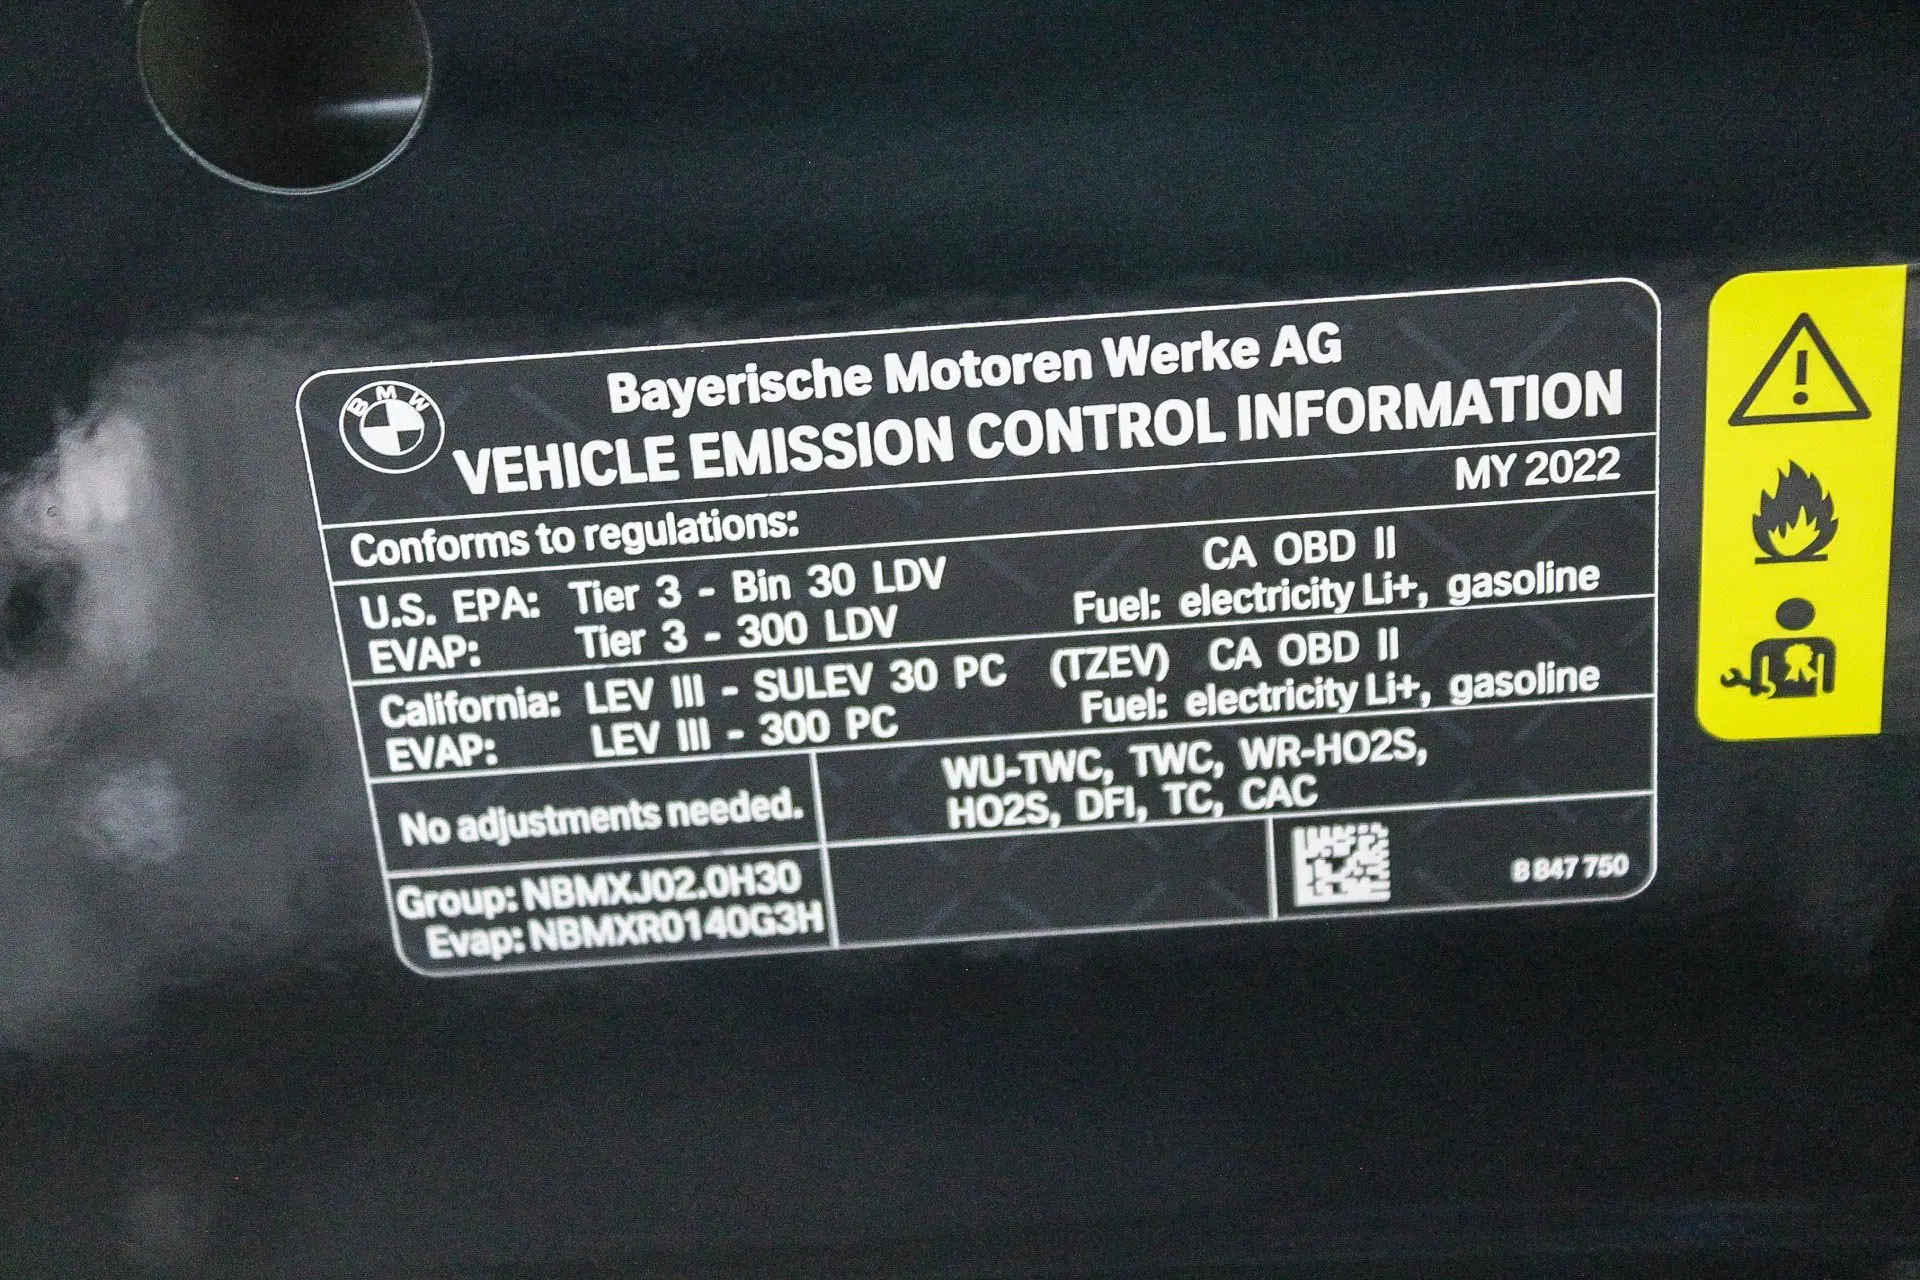 BMW
Bayerische Motoren Werke AG
VEHICLE EMISSION CONTROL INFORMATION
MY 2022
Conforms to regulations:
U.S. EPA: Tier 3 - Bin 30 LDV CA OBD II
EVAP: Tier 3 - 300 LDV Fuel: electricity Li+, gasoline
California: LEV III - SULEV 30 PC (TZEV) CA OBD II
EVAP: LEV III - 300 PC Fuel: electricity Li+, gasoline
No adjustments needed.
WU-TWC, TWC, WR-HO2S,
HO2S, DFI, TC, CAC
Group: NBMXJ02.0H30
Evap: NBMXR0140G3H
8 847 750